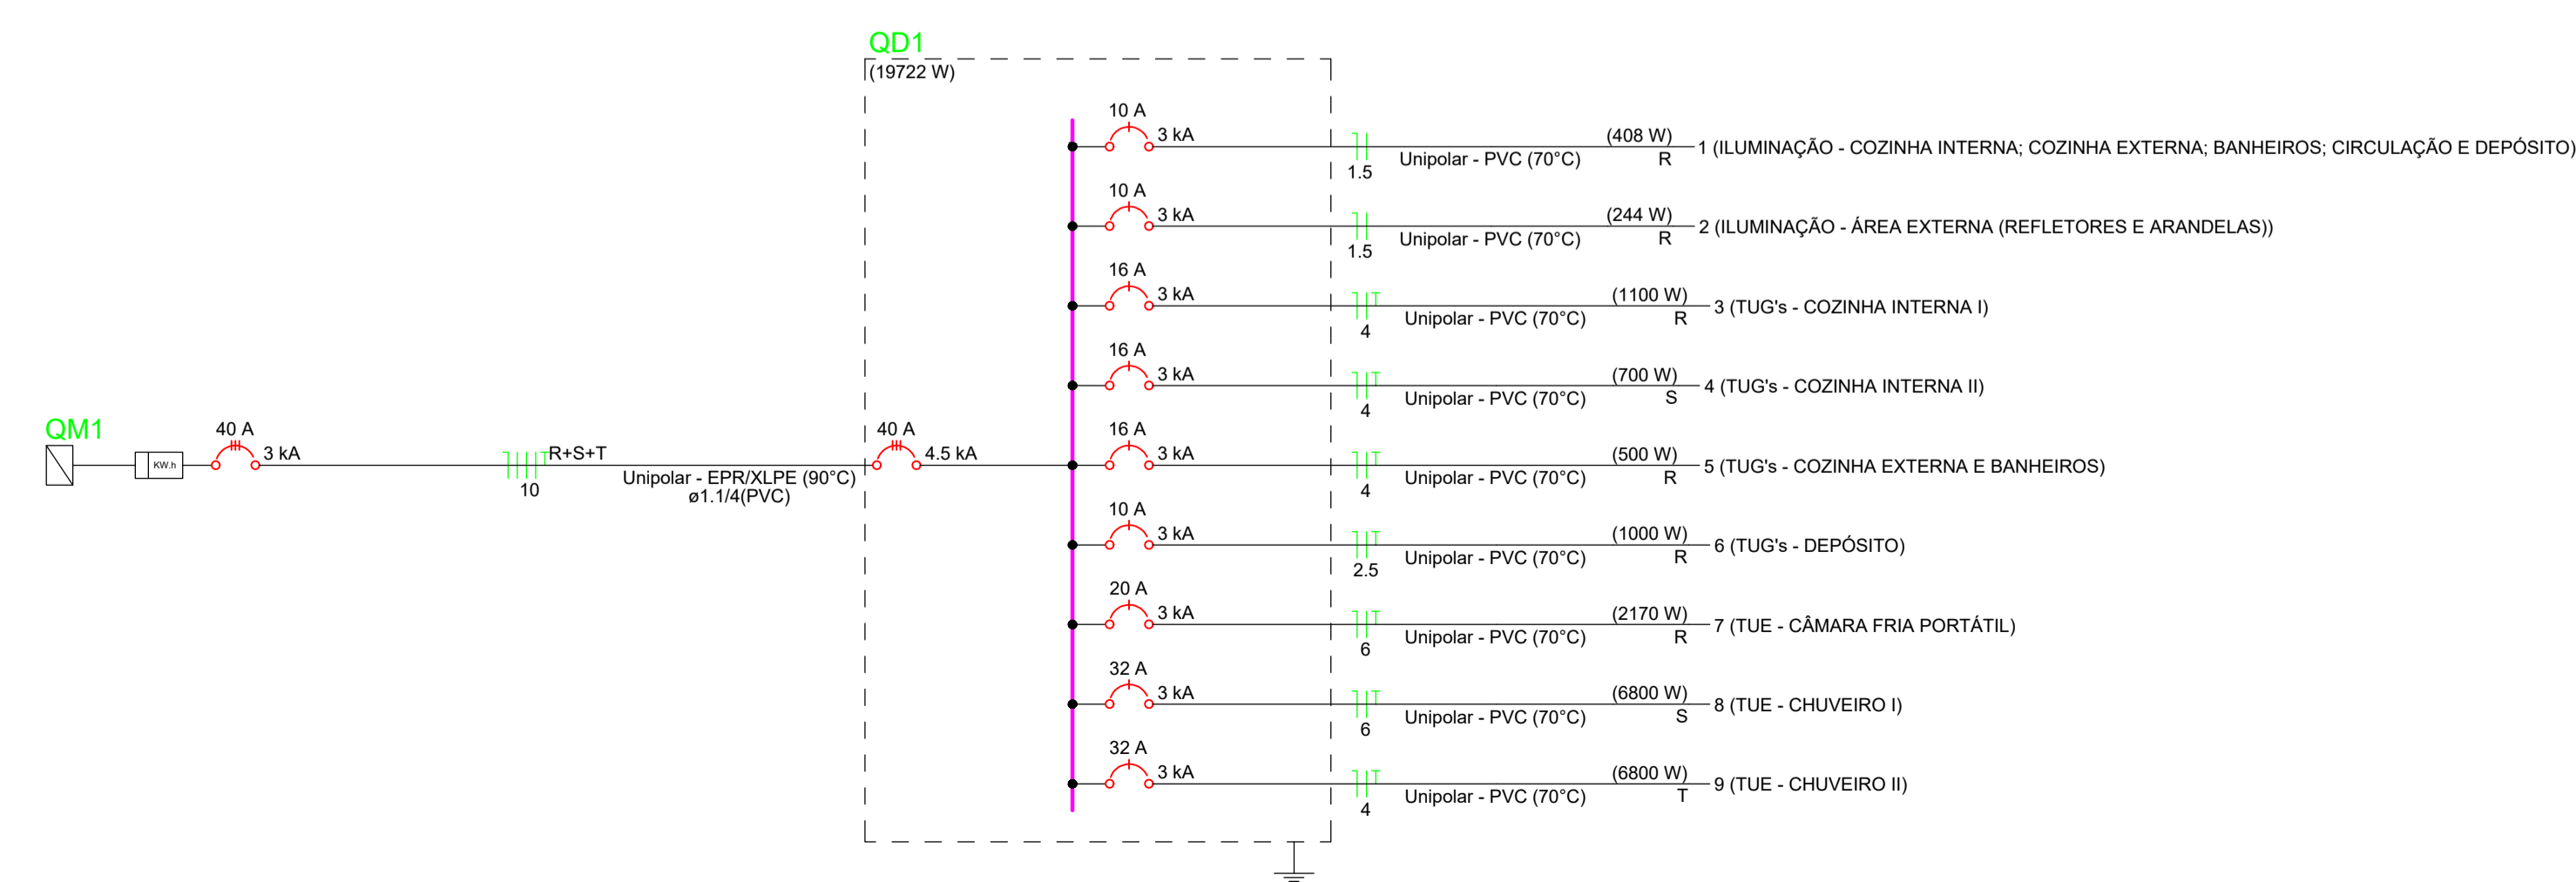 QD1
(19722 W)
10 A
3 kA
1.5
Unipolar - PVC (70°C)
(408 W)
R
1 (ILUMINAÇÃO - COZINHA INTERNA; COZINHA EXTERNA; BANHEIROS; CIRCULAÇÃO E DEPÓSITO)
10 A
3 kA
1.5
Unipolar - PVC (70°C)
(244 W)
R
2 (ILUMINAÇÃO - ÁREA EXTERNA (REFLETORES E ARANDELAS))
16 A
3 kA
4
Unipolar - PVC (70°C)
(1100 W)
R
3 (TUG's - COZINHA INTERNA I)
16 A
3 kA
4
Unipolar - PVC (70°C)
(700 W)
S
4 (TUG's - COZINHA INTERNA II)
QM1
KW.h
40 A
3 kA
R+S+T
10
Unipolar - EPR/XLPE (90°C)
ø1.1/4(PVC)
40 A
4.5 kA
16 A
3 kA
4
Unipolar - PVC (70°C)
(500 W)
R
5 (TUG's - COZINHA EXTERNA E BANHEIROS)
10 A
3 kA
2.5
Unipolar - PVC (70°C)
(1000 W)
R
6 (TUG's - DEPÓSITO)
20 A
3 kA
6
Unipolar - PVC (70°C)
(2170 W)
R
7 (TUE - CÂMARA FRIA PORTÁTIL)
32 A
3 kA
6
Unipolar - PVC (70°C)
(6800 W)
S
8 (TUE - CHUVEIRO I)
32 A
3 kA
4
Unipolar - PVC (70°C)
(6800 W)
T
9 (TUE - CHUVEIRO II)